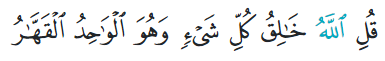 قُلِ ٱللَّهُ خَـٰلِقُ كُلِّ شَىْءٍ وَهُوَ ٱلْوَٰحِدُ ٱلْقَهَّـٰرُ